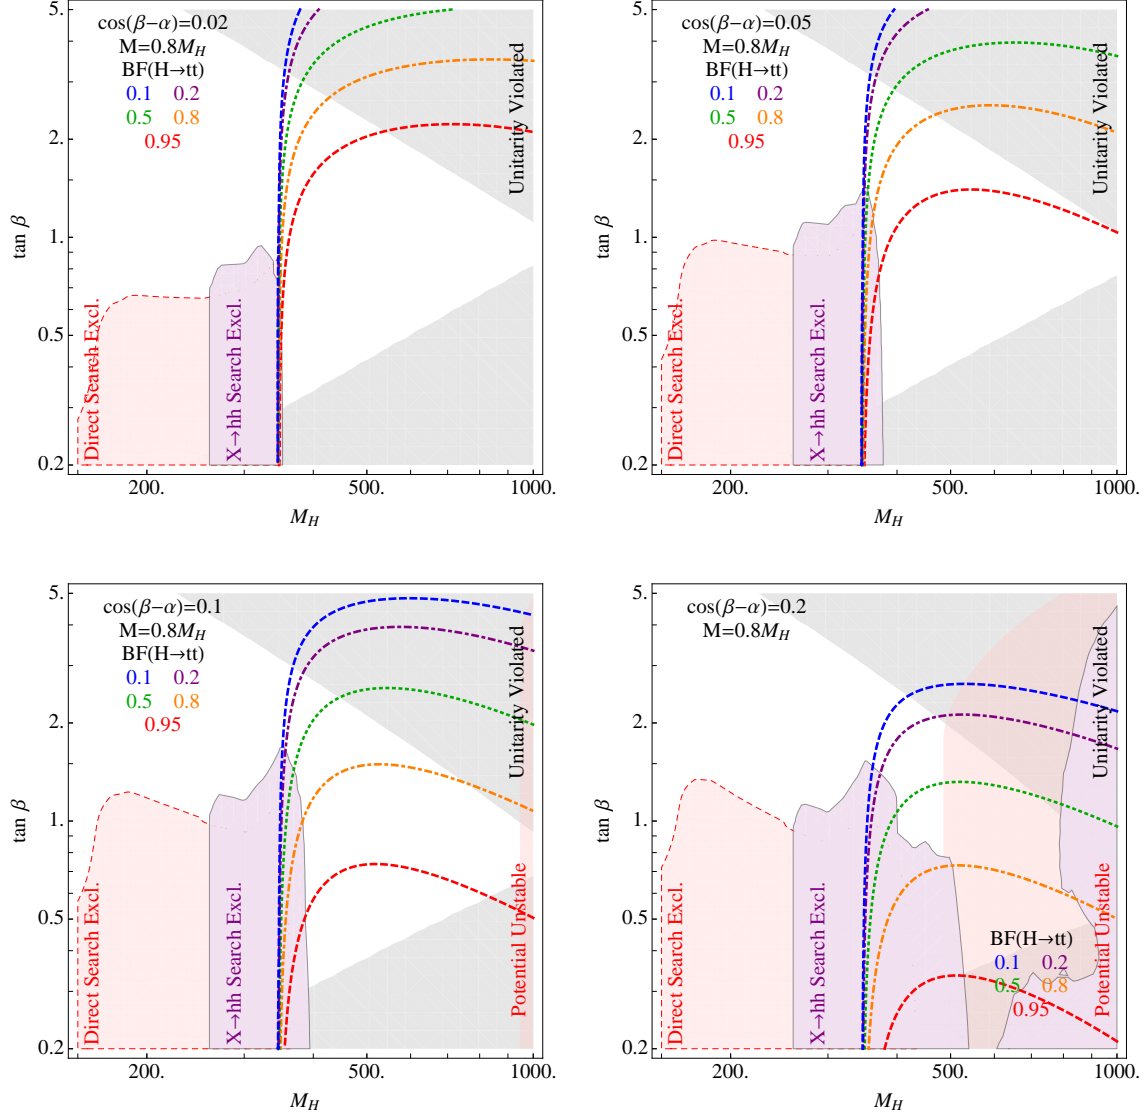 cos(β−α)=0.02
M=0.8M_H
BF(H→tt)
0.1 0.2
0.5 0.8
0.95
Unitarity Violated
Direct Search Excl.
X→hh Search Excl.
tan β
5.
2.
1.
0.5
0.2
200. 500. 1000.
M_H
cos(β−α)=0.05
M=0.8M_H
BF(H→tt)
0.1 0.2
0.5 0.8
0.95
Unitarity Violated
Direct Search Excl.
X→hh Search Excl.
tan β
5.
2.
1.
0.5
0.2
200. 500. 1000.
M_H
cos(β−α)=0.1
M=0.8M_H
BF(H→tt)
0.1 0.2
0.5 0.8
0.95
Unitarity Violated
Direct Search Excl.
X→hh Search Excl.
Potential Unstable
tan β
5.
2.
1.
0.5
0.2
200. 500. 1000.
M_H
cos(β−α)=0.2
M=0.8M_H
Unitarity Violated
Direct Search Excl.
X→hh Search Excl.
BF(H→tt)
0.1 0.2
0.5 0.8
0.95
Potential Unstable
tan β
5.
2.
1.
0.5
0.2
200. 500. 1000.
M_H